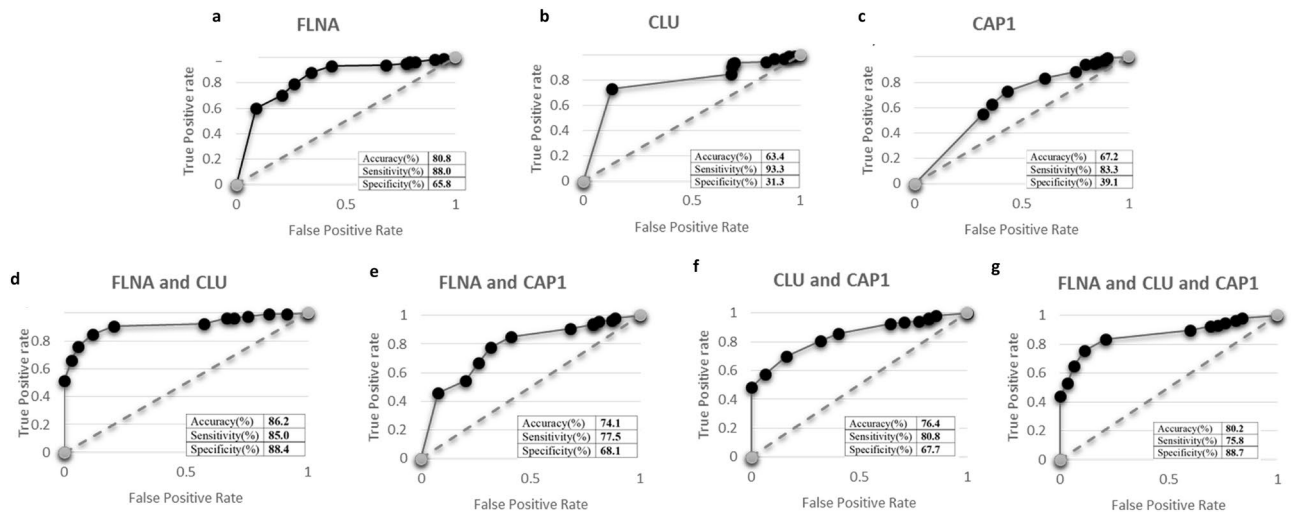 a
FLNA
True Positive rate
0.8
0.6
0.4
0.2
0
0
0.5
1
False Positive Rate
Accuracy(%) 80.8
Sensitivity(%) 88.0
Specificity(%) 65.8
b
CLU
True Positive rate
0.8
0.6
0.4
0.2
0
0
0.5
1
False Positive Rate
Accuracy(%) 63.4
Sensitivity(%) 93.3
Specificity(%) 31.3
c
CAP1
True Positive rate
0.8
0.6
0.4
0.2
0
0
0.5
1
False Positive Rate
Accuracy(%) 67.2
Sensitivity(%) 83.3
Specificity(%) 39.1
d
FLNA and CLU
True Positive rate
0.8
0.6
0.4
0.2
0
0
0.5
1
False Positive Rate
Accuracy(%) 86.2
Sensitivity(%) 85.0
Specificity(%) 88.4
e
FLNA and CAP1
True Positive rate
1
0.8
0.6
0.4
0.2
0
0
0.5
1
False Positive Rate
Accuracy(%) 74.1
Sensitivity(%) 77.5
Specificity(%) 68.1
f
CLU and CAP1
True Positive rate
1
0.8
0.6
0.4
0.2
0
0
0.5
1
False Positive Rate
Accuracy(%) 76.4
Sensitivity(%) 80.8
Specificity(%) 67.7
g
FLNA and CLU and CAP1
True Positive rate
1
0.8
0.6
0.4
0.2
0
0
0.5
1
False Positive Rate
Accuracy(%) 80.2
Sensitivity(%) 75.8
Specificity(%) 88.7